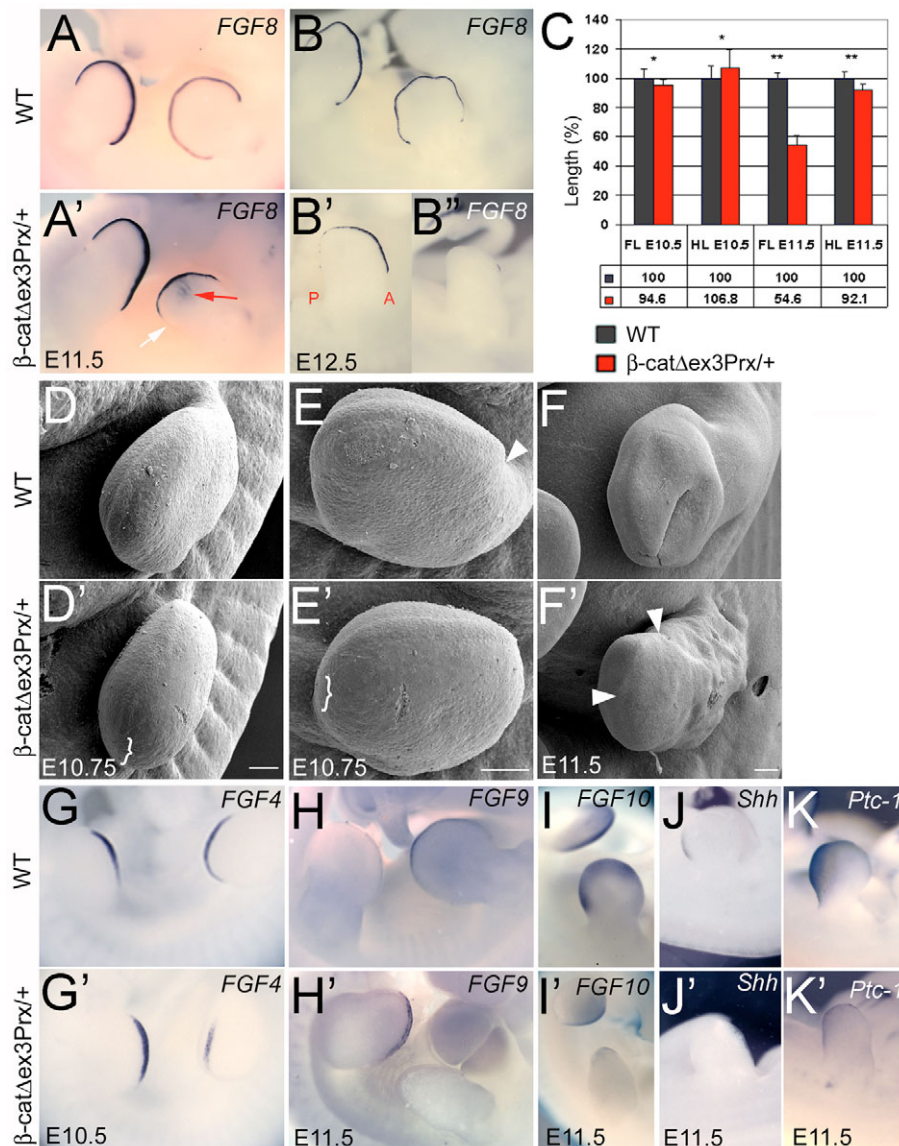 A
FGF8
B
FGF8
WT
A'
FGF8
B'
B"
FGF8
P
A
E11.5
E12.5
β-catΔex3Prx/+
C
140
120
100
80
60
40
20
0
Length (%)
*
*
**
**
FL E10.5
HL E10.5
FL E11.5
HL E11.5
100
100
100
100
94.6
106.8
54.6
92.1
WT
β-catΔex3Prx/+
D
E
F
WT
D'
E'
F'
}
}
E10.75
E10.75
E11.5
β-catΔex3Prx/+
G
FGF4
H
FGF9
I
FGF10
J
Shh
K
Ptc-1
WT
G'
FGF4
H'
FGF9
I'
FGF10
J'
Shh
K'
Ptc-1
E10.5
E11.5
E11.5
E11.5
E11.5
β-catΔex3Prx/+